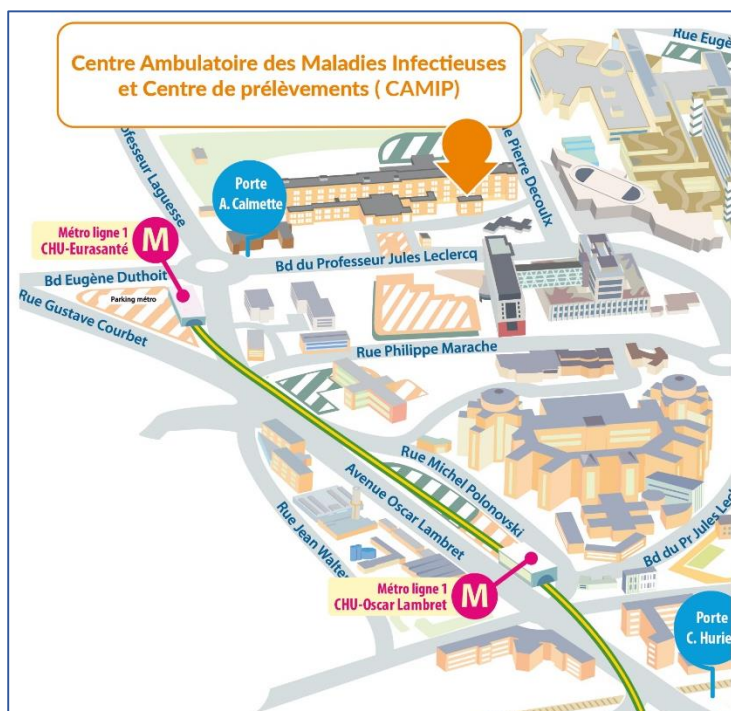 Centre Ambulatoire des Maladies Infectieuses
et Centre de prélèvements ( CAMIP)
Rue Eugè
ofesseur Laguesse
e Pierre Decoulx
Porte
A. Calmette
Métro ligne 1
CHU-Eurasanté
M
Bd du Professeur Jules Leclercq
Bd Eugène Duthoit
Parking métro
Rue Gustave Courbet
Rue Philippe Marache
Rue Michel Polonovski
Avenue Oscar Lambret
Rue Jean Walter
Bd du Pr Jules Lecl
Métro ligne 1
CHU-Oscar Lambret
M
Porte
C. Hurie